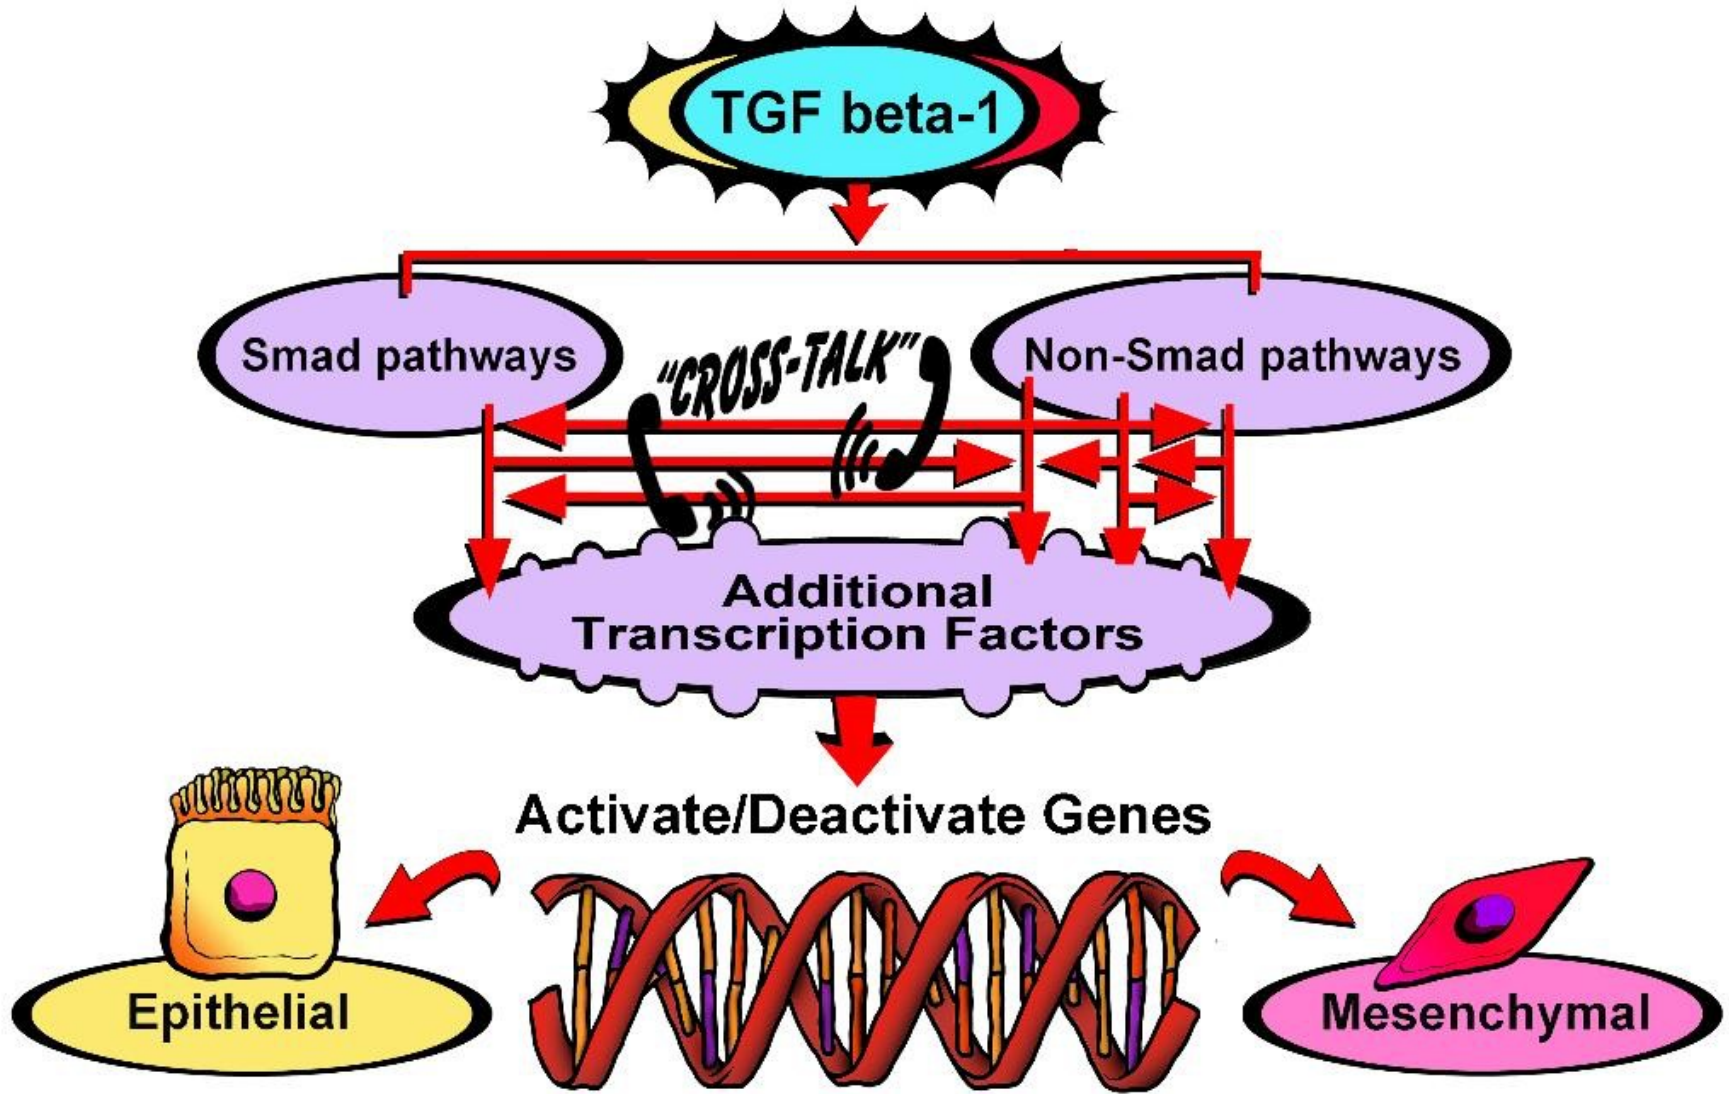 TGF beta-1
Smad pathways
"CROSS-TALK"
Non-Smad pathways
Additional
Transcription Factors
Activate/Deactivate Genes
Epithelial
Mesenchymal